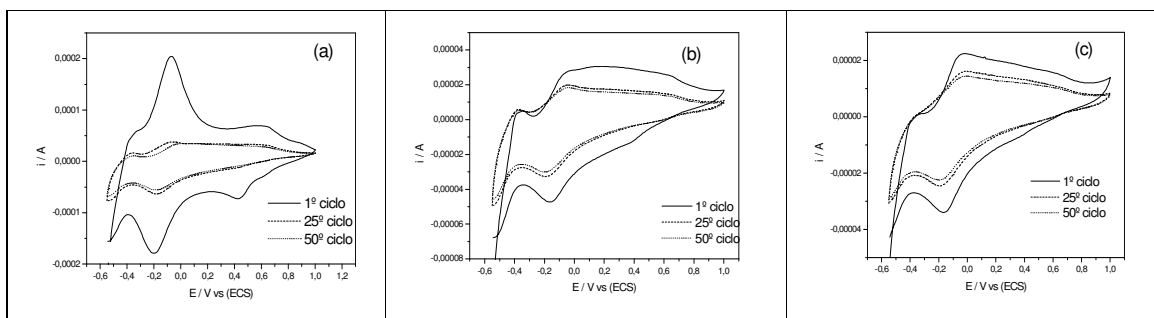 (a)
0,0002
0,0001
0,0000
-0,0001
-0,0002
i / A
1º ciclo
25º ciclo
50º ciclo
-0,6 -0,4 -0,2 0,0 0,2 0,4 0,6 0,8 1,0 1,2
E / V vs (ECS)
(b)
0,00004
0,00002
0,00000
-0,00002
-0,00004
-0,00006
-0,00008
i / A
1º ciclo
25º ciclo
50º ciclo
-0,6 -0,4 -0,2 0,0 0,2 0,4 0,6 0,8 1,0
E / V vs (ECS)
(c)
0,00002
0,00000
-0,00002
-0,00004
i / A
1º ciclo
25º ciclo
50º ciclo
-0,6 -0,4 -0,2 0,0 0,2 0,4 0,6 0,8 1,0
E / V vs (ECS)